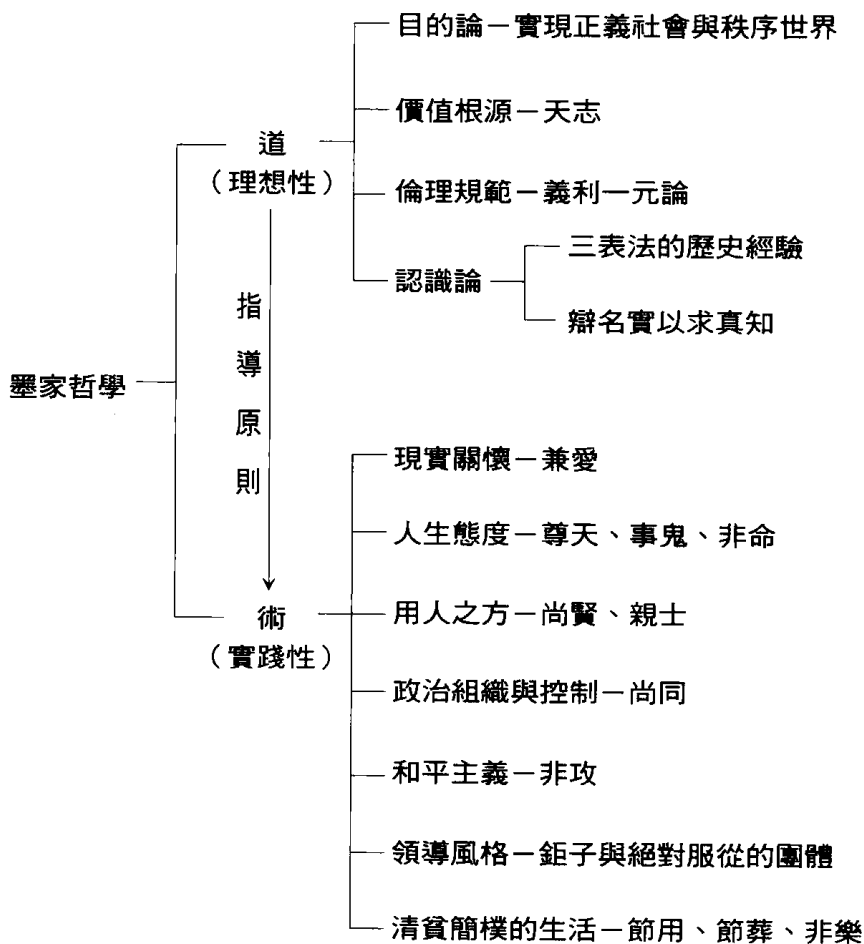 目的論－實現正義社會與秩序世界
價值根源－天志
道
（理想性）
倫理規範－義利一元論
三表法的歷史經驗
認識論
辯名實以求真知
指導原則
墨家哲學
現實關懷－兼愛
人生態度－尊天、事鬼、非命
術
（實踐性）
用人之方－尚賢、親士
政治組織與控制－尚同
和平主義－非攻
領導風格－鉅子與絕對服從的團體
清貧簡樸的生活－節用、節葬、非樂